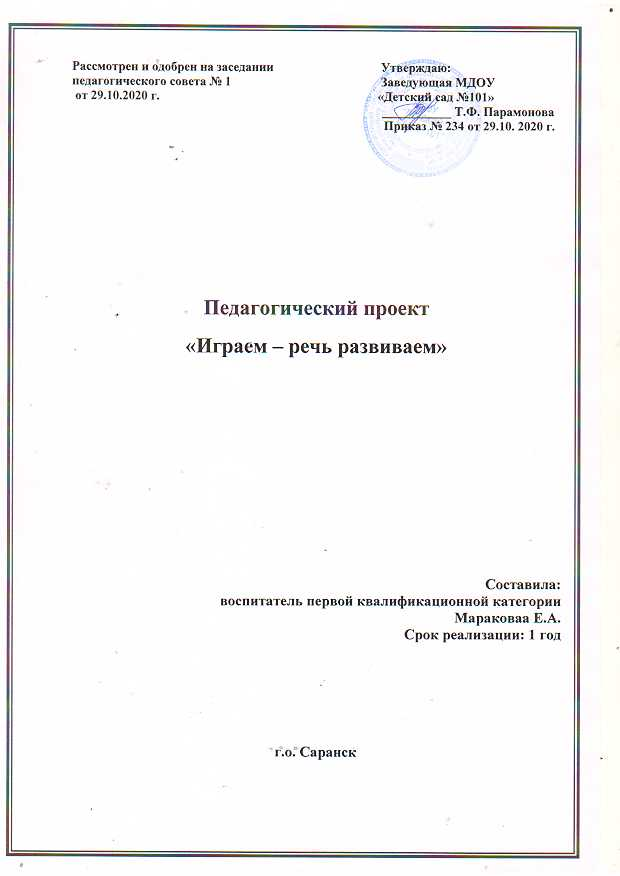 Рассмотрен и одобрен на заседании
педагогического совета № 1
от 29.10.2020 г.
Утверждаю:
Заведующая МДОУ
«Детский сад №101»
____________ Т.Ф. Парамонова
Приказ № 234 от 29.10. 2020 г.
Педагогический проект
«Играем – речь развиваем»
Составила:
воспитатель первой квалификационной категории
Мараковаа Е.А.
Срок реализации: 1 год
г.о. Саранск